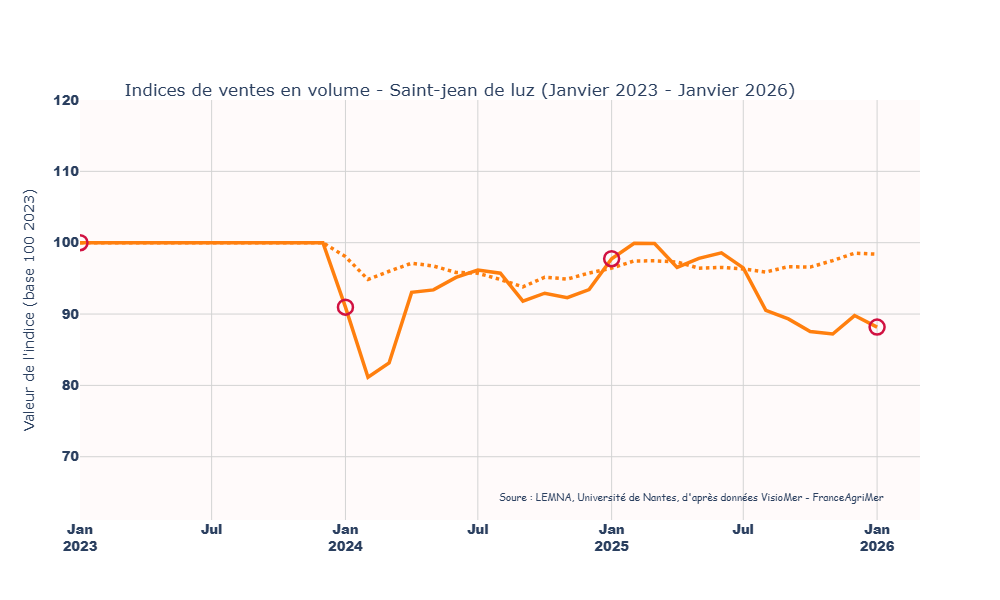 Indices de ventes en volume - Saint-jean de luz (Janvier 2023 - Janvier 2026)
Valeur de l'indice (base 100 2023)
120
110
100
90
80
70
Soure : LEMNA, Université de Nantes, d'après données VisioMer - FranceAgriMer
Jan Jul Jan Jul Jan Jul Jan
2023 2024 2025 2026